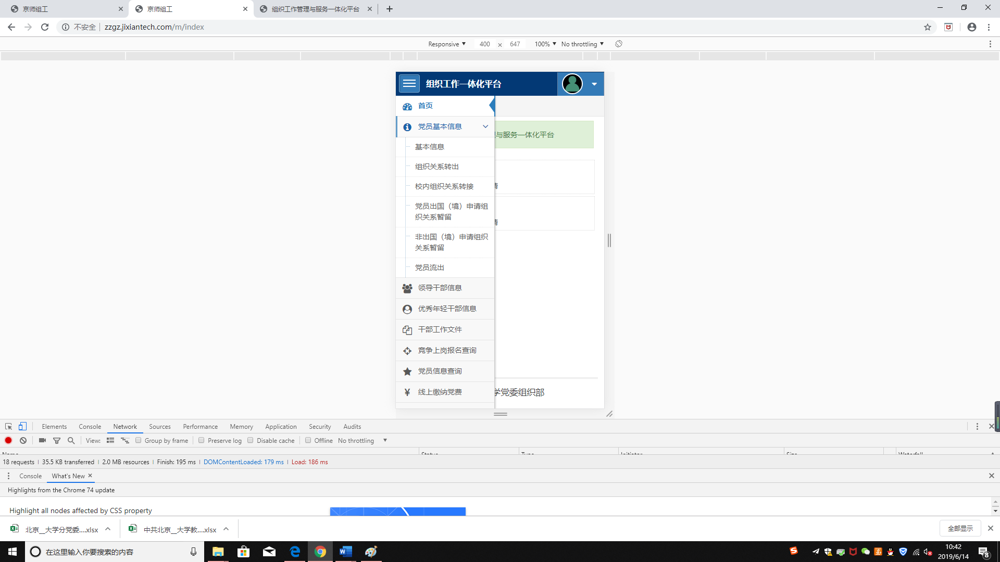 京师组工
京师组工
组织工作管理与服务一体化平台
不安全
zzgz.jixiantech.com/m/index
Responsive
400
×
647
100%
No throttling
组织工作一体化平台
首页
党员基本信息
基本信息
组织关系转出
校内组织关系转接
党员出国（境）申请组
织关系暂留
非出国（境）申请组织
关系暂留
党员流出
领导干部信息
优秀年轻干部信息
干部工作文件
竞争上岗报名查询
党员信息查询
¥ 线上缴纳党费
与服务一体化平台
学党委组织部
Elements
Console
Network
Sources
Performance
Memory
Application
Security
Audits
View:
Group by frame
Preserve log
Disable cache
Offline
No throttling
Name
Status
Type
Initiator
Size
Waterfall
18 requests
35.5 KB transferred
2.0 MB resources
Finish: 195 ms
DOMContentLoaded: 179 ms
Load: 186 ms
Console
What's New
Highlights from the Chrome 74 update
Highlight all nodes affected by CSS property
北京__大学分党委....xlsx
中共北京__大学教....xlsx
全部显示
在这里输入你要搜索的内容
10:42
2019/6/14
8